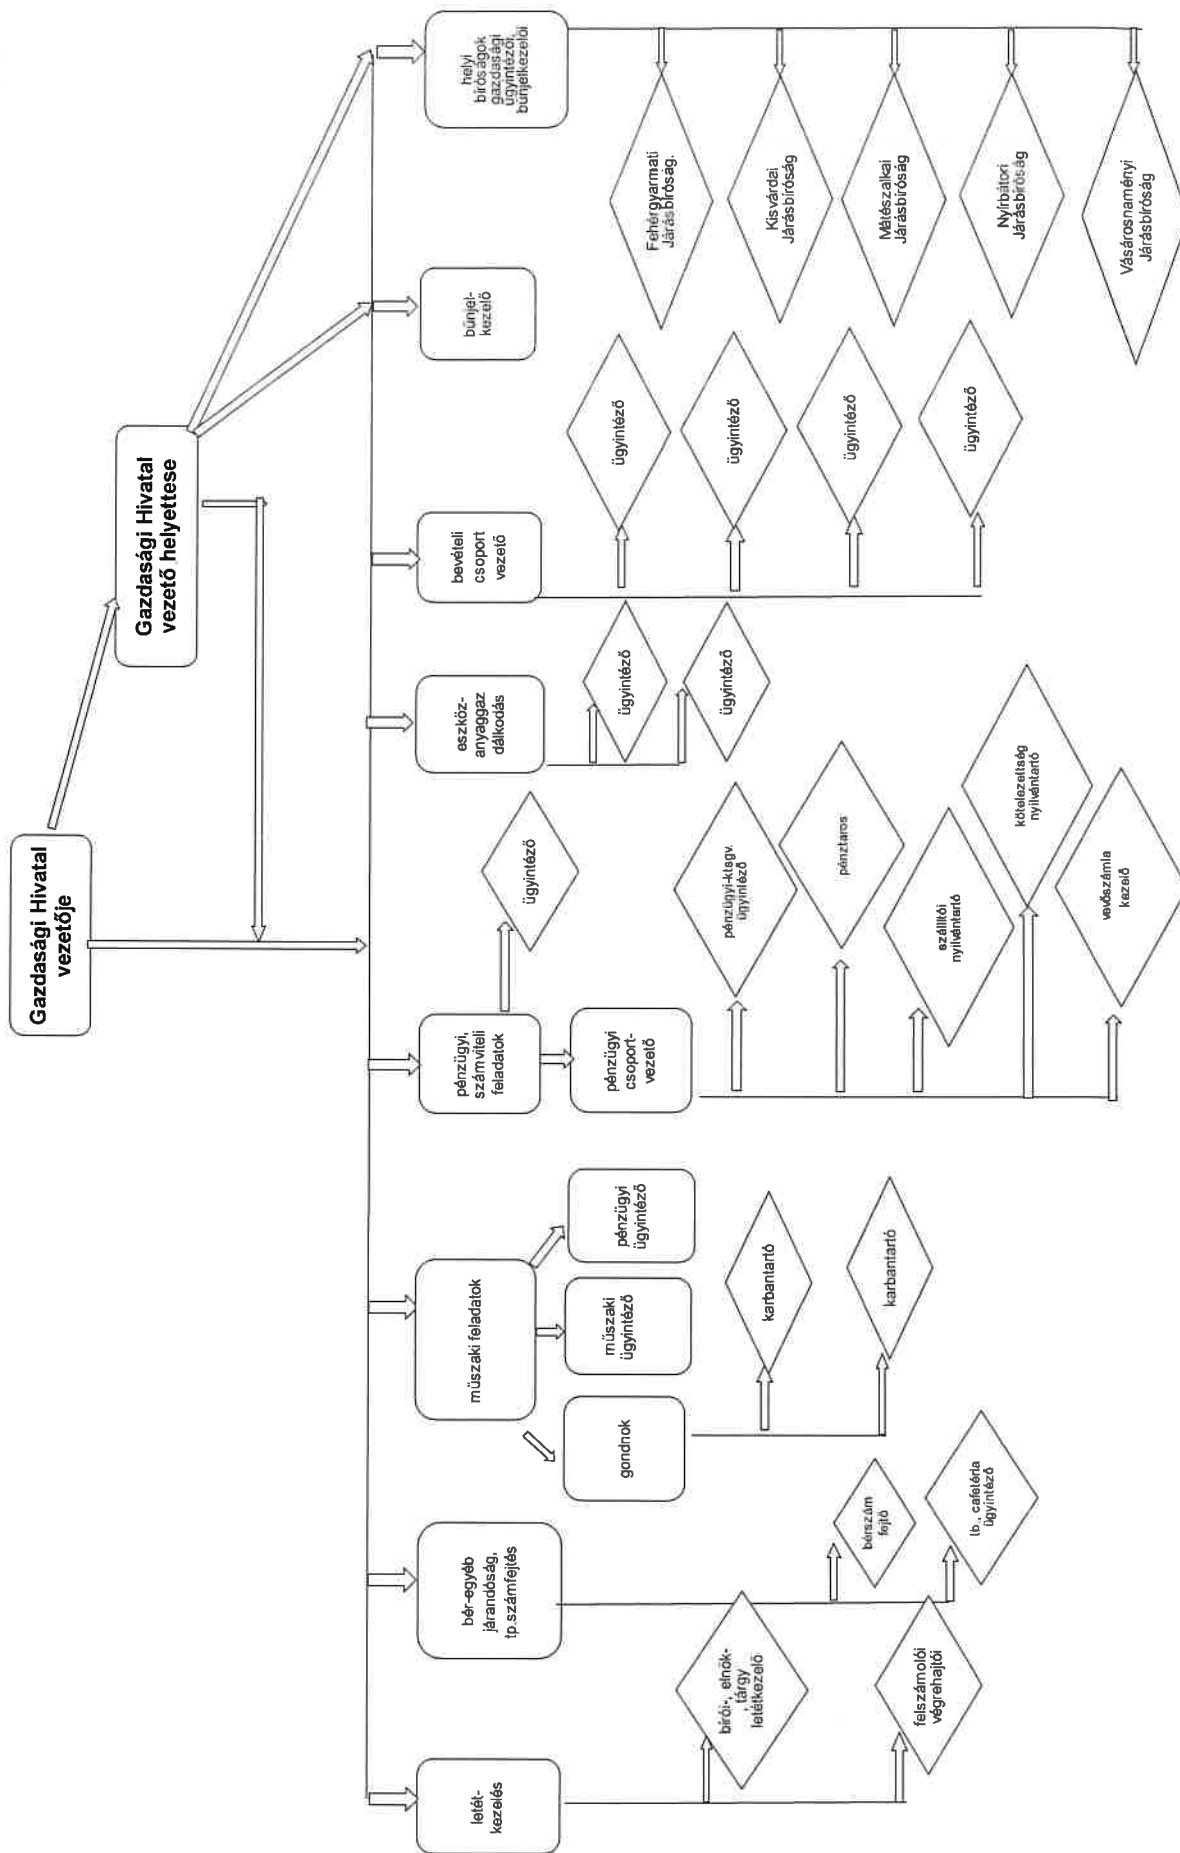 Gazdasági Hivatal
vezetője
Gazdasági Hivatal
vezető helyettese
letét-
kezelés
bér-egyéb
járandóság,
tp.számfejtés
műszaki feladatok
pénzügyi,
számviteli
feladatok
eszköz-
anyaggaz
dálkodás
bevételi
csoport
vezető
bűnjel-
kezelő
helyi
bíróságok
gazdasági
ügyintézői,
bűnjelkezelői
bírói-, elnök-
, tárgy
letétkezelő
felszámolói
végrehajtói
bérszám
fejtő
tb., cafetéria
ügyintéző
gondnok
műszaki
ügyintéző
pénzügyi
ügyintéző
karbantartó
karbantartó
ügyintéző
pénzügyi
csoport-
vezető
pénzügyi-ktsgv.
ügyintéző
pénztáros
szállítói
nyilvántartó
kötelezettség
nyilvántartó
vevőszámla
kezelő
ügyintéző
ügyintéző
ügyintéző
ügyintéző
ügyintéző
ügyintéző
Fehérgyarmati
Járásbíróság.
Kisvárdai
Járásbíróság
Mátészalkai
Járásbíróság
Nyírbátori
Járásbíróság
Vásárosnaményi
Járásbíróság